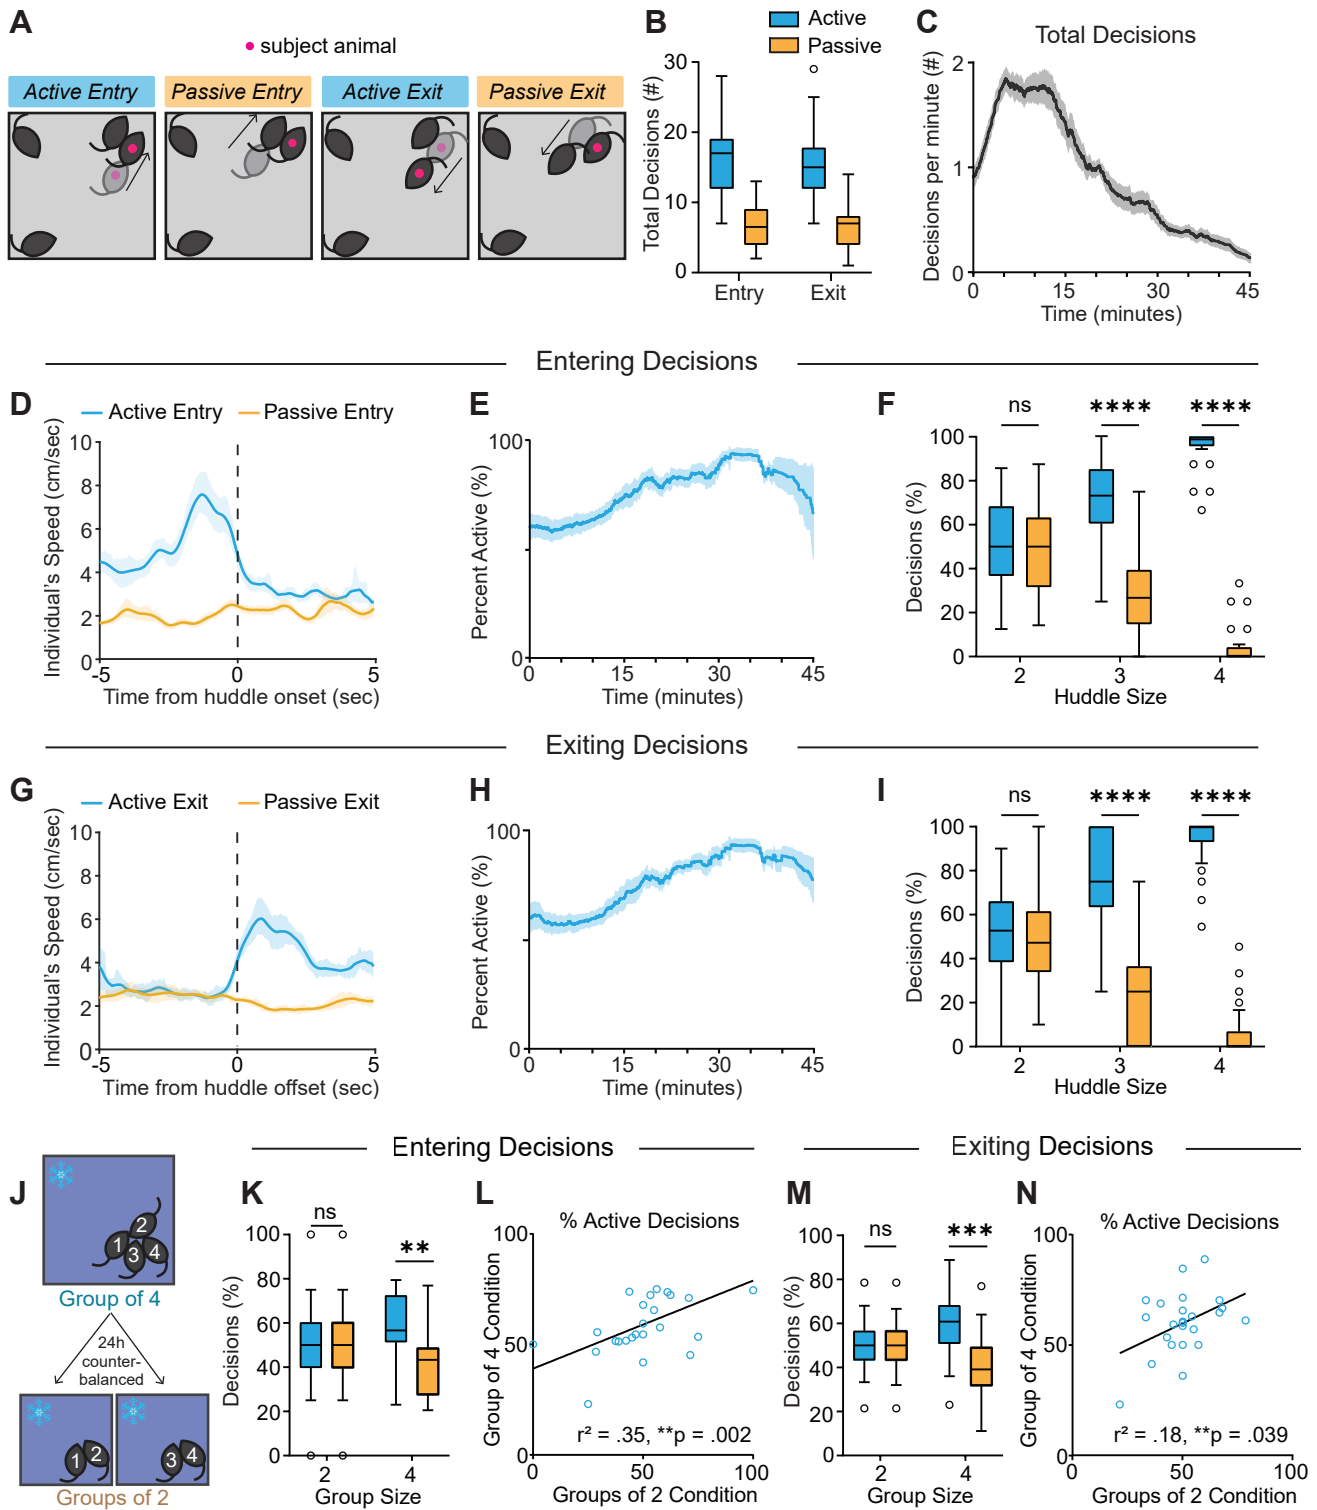 A
subject animal
Active Entry
Passive Entry
Active Exit
Passive Exit
B
Active
Passive
Total Decisions (#)
30
20
10
0
Entry
Exit
C
Total Decisions
Decisions per minute (#)
2
1
0
0
15
30
45
Time (minutes)
Entering Decisions
D
Active Entry
Passive Entry
Individual's Speed (cm/sec)
10
8
6
4
2
0
-5
0
5
Time from huddle onset (sec)
E
Percent Active (%)
100
0
0
15
30
45
Time (minutes)
F
ns
****
****
Decisions (%)
100
80
60
40
20
0
2
3
4
Huddle Size
Exiting Decisions
G
Active Exit
Passive Exit
Individual's Speed (cm/sec)
10
8
6
4
2
0
-5
0
5
Time from huddle offset (sec)
H
Percent Active (%)
100
0
0
15
30
45
Time (minutes)
I
ns
****
****
Decisions (%)
100
80
60
40
20
0
2
3
4
Huddle Size
Entering Decisions
Exiting Decisions
J
2
1
3
4
Group of 4
24h
counter-
balanced
1
2
3
4
Groups of 2
K
ns
**
Decisions (%)
100
80
60
40
20
0
2
4
Group Size
L
% Active Decisions
Group of 4 Condition
100
50
0
r² = .35, **p = .002
0
50
100
Groups of 2 Condition
M
ns
***
Decisions (%)
100
80
60
40
20
0
2
4
Group Size
N
% Active Decisions
Group of 4 Condition
100
50
0
r² = .18, **p = .039
0
50
100
Groups of 2 Condition